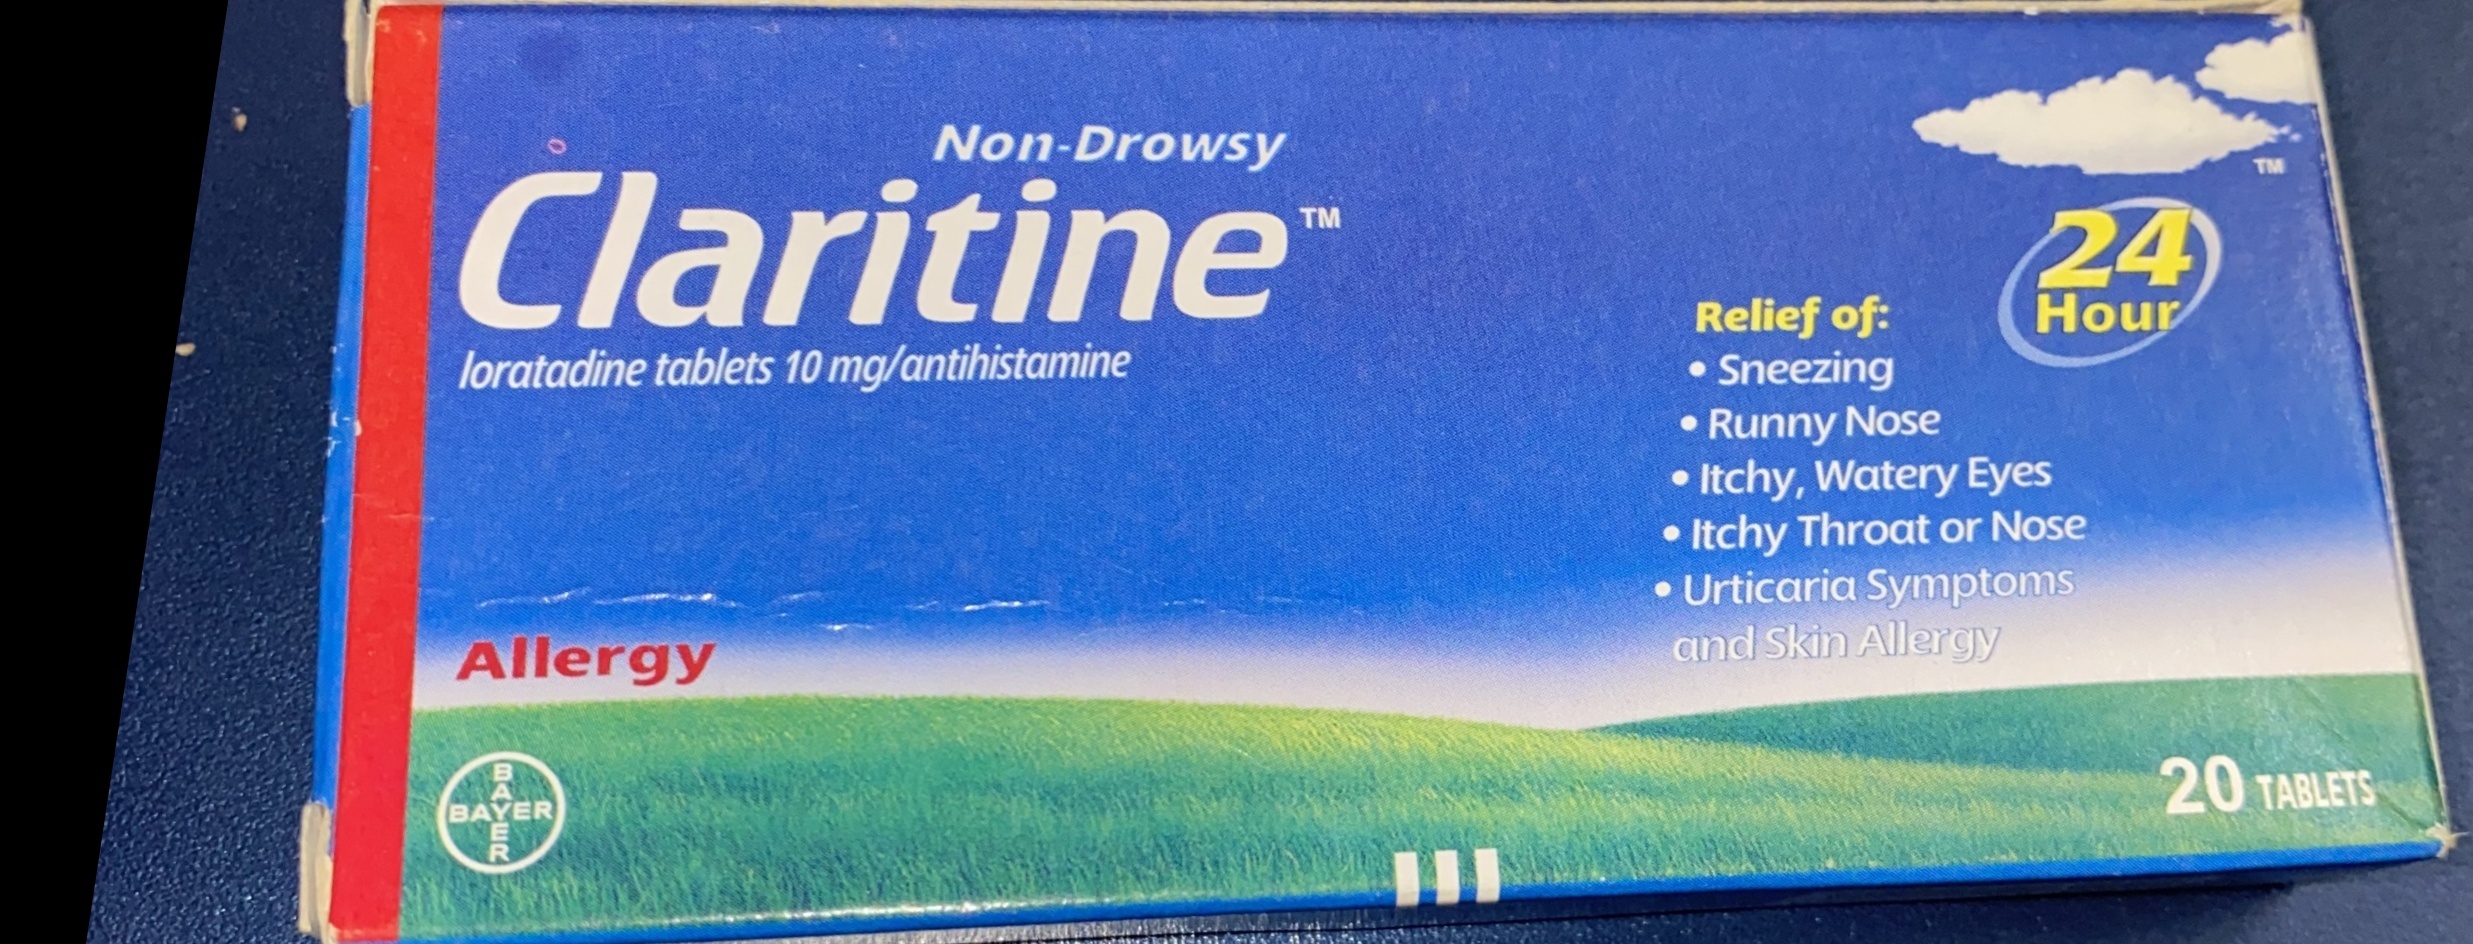 Non-Drowsy
Claritine™
loratadine tablets 10 mg/antihistamine
TM
24
Hour
Relief of:
• Sneezing
• Runny Nose
• Itchy, Watery Eyes
• Itchy Throat or Nose
• Urticaria Symptoms
and Skin Allergy
Allergy
BAYER
BAYER
20 TABLETS